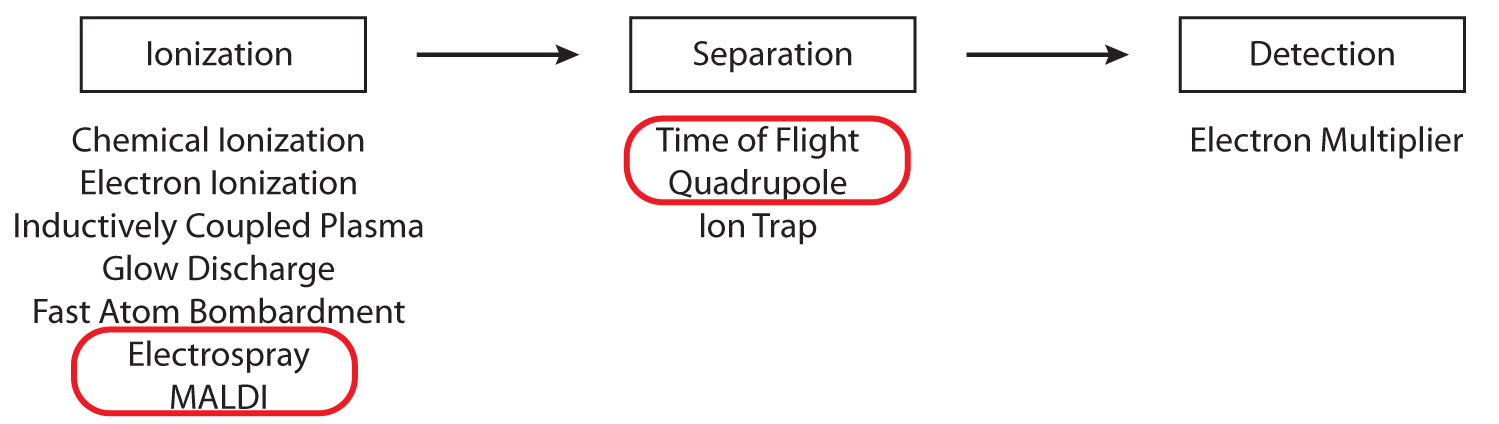 Ionization
Separation
Detection
Chemical Ionization
Electron Ionization
Inductively Coupled Plasma
Glow Discharge
Fast Atom Bombardment
Electrospray
MALDI
Time of Flight
Quadrupole
Ion Trap
Electron Multiplier